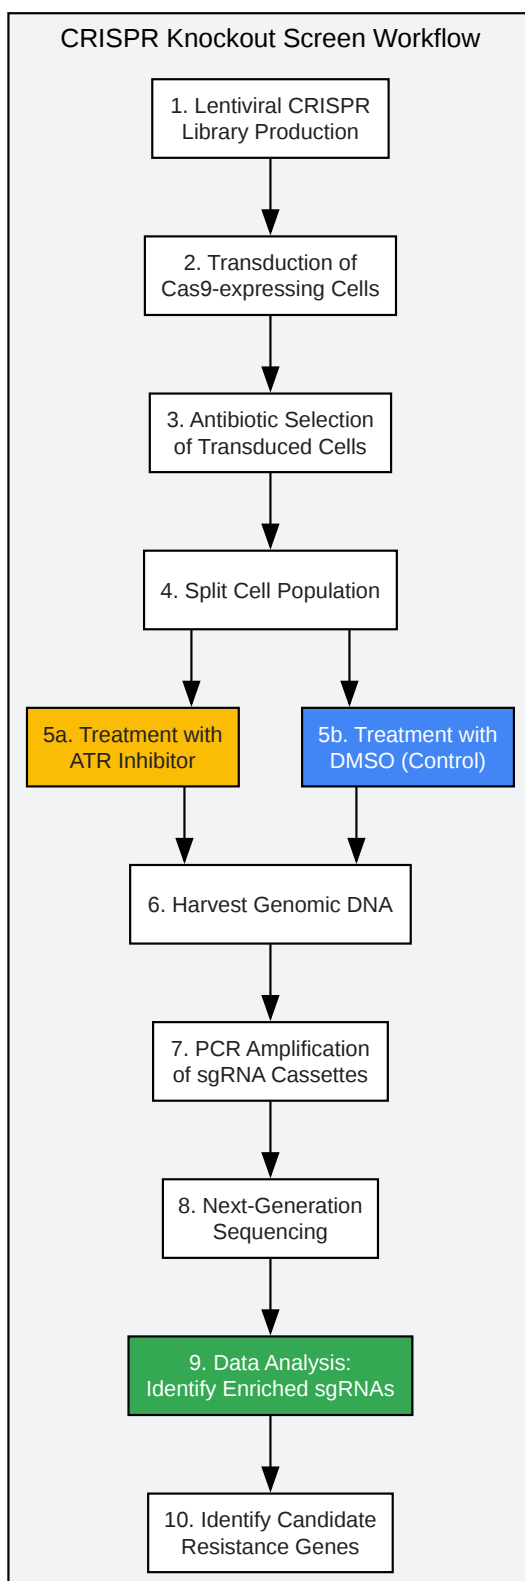 CRISPR Knockout Screen Workflow
1. Lentiviral CRISPR
Library Production
2. Transduction of
Cas9-expressing Cells
3. Antibiotic Selection
of Transduced Cells
4. Split Cell Population
5a. Treatment with
ATR Inhibitor
5b. Treatment with
DMSO (Control)
6. Harvest Genomic DNA
7. PCR Amplification
of sgRNA Cassettes
8. Next-Generation
Sequencing
9. Data Analysis:
Identify Enriched sgRNAs
10. Identify Candidate
Resistance Genes